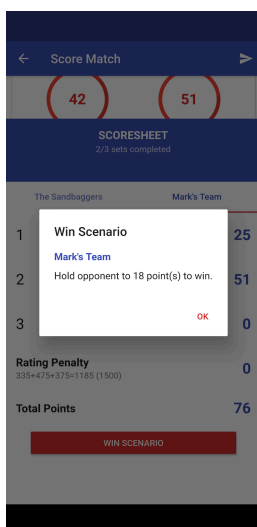 Score Match
42 51
SCORESHEET
2/3 sets completed
The Sandbaggers Mark's Team
1 25
Win Scenario
Mark's Team
Hold opponent to 18 point(s) to win.
2 51
OK
3 0
Rating Penalty 0
335+475+375=1185 (1500)
Total Points 76
WIN SCENARIO